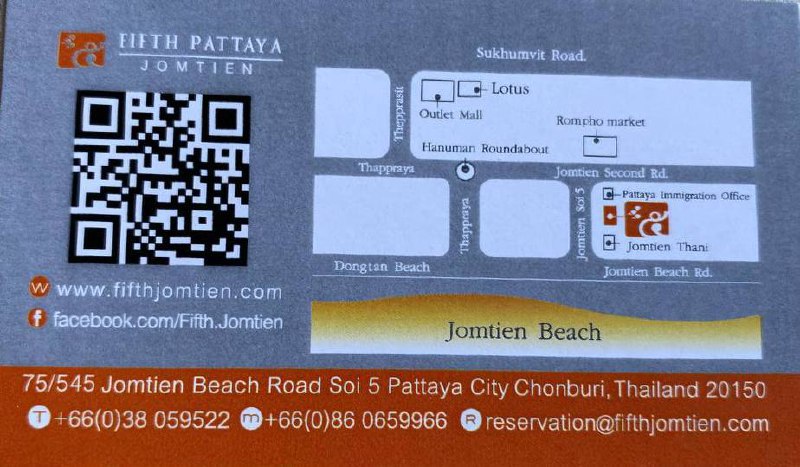 FIFTH PATTAYA
JOMTIEN
www.fifthjomtien.com
facebook.com/Fifth.Jomtien
Sukhumvit Road.
Thepprasit
Lotus
Outlet Mall
Rompho market
Hanuman Roundabout
Thappraya
Jomtien Second Rd.
Thappraya
Jomtien Soi 5
Pattaya Immigration Office
Jomtien Thani
Dongtan Beach
Jomtien Beach Rd.
Jomtien Beach
75/545 Jomtien Beach Road Soi 5 Pattaya City Chonburi, Thailand 20150
T +66(0)38 059522 m +66(0)86 0659966 R reservation@fifthjomtien.com